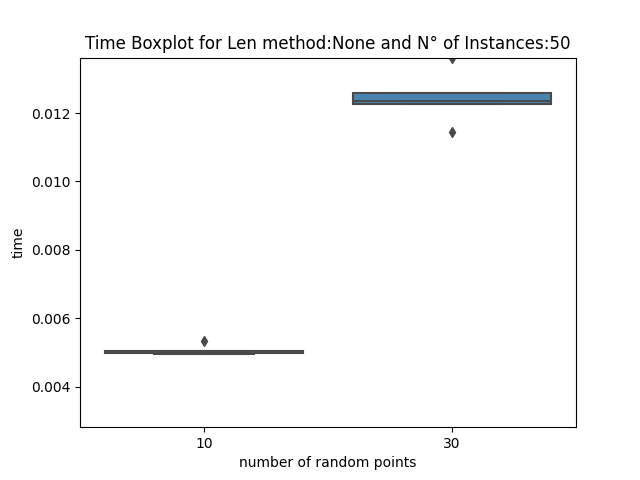 Time Boxplot for Len method:None and N° of Instances:50
0.012
0.010
0.008
0.006
0.004
time
10
30
number of random points